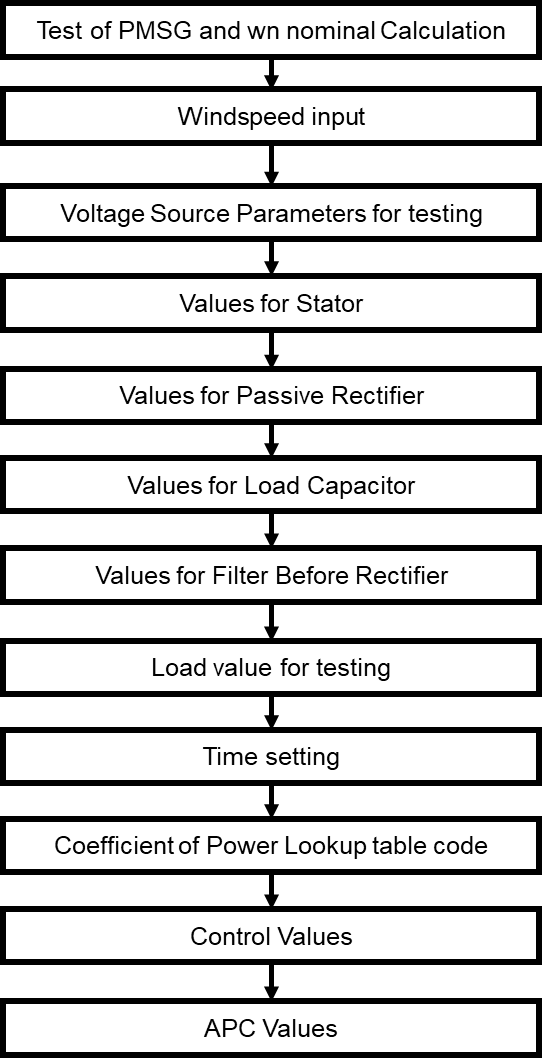 Test of PMSG and wn nominal Calculation
Windspeed input
Voltage Source Parameters for testing
Values for Stator
Values for Passive Rectifier
Values for Load Capacitor
Values for Filter Before Rectifier
Load value for testing
Time setting
Coefficient of Power Lookup table code
Control Values
APC Values